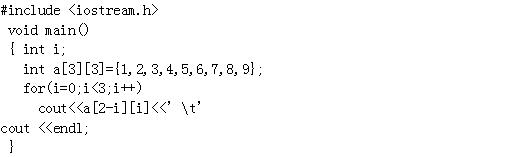 #include <iostream.h>
void main()
{ int i;
int a[3][3]={1,2,3,4,5,6,7,8,9};
for(i=0;i<3;i++)
cout<<a[2-i][i]<<’ \t’
cout <<endl;
}